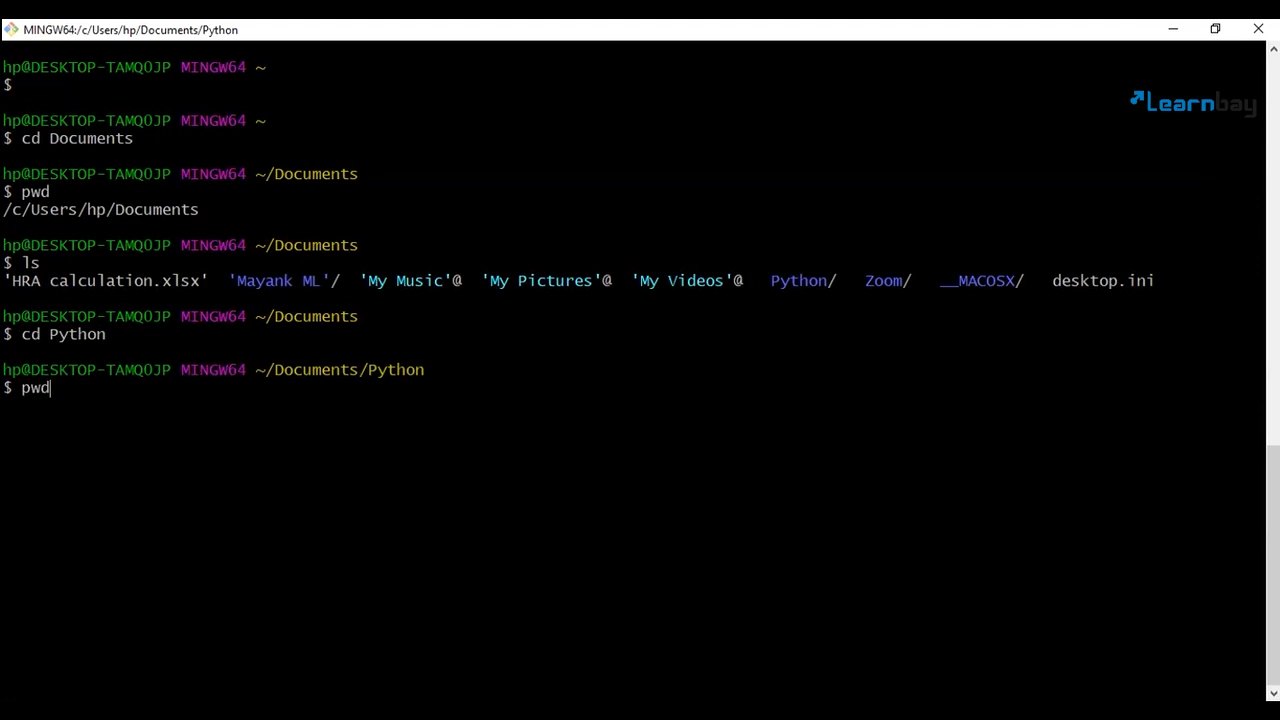 MINGW64:/c/Users/hp/Documents/Python
hp@DESKTOP-TAMQOJP MINGW64 ~
$
Learnbay
hp@DESKTOP-TAMQOJP MINGW64 ~
$ cd Documents
hp@DESKTOP-TAMQOJP MINGW64 ~/Documents
$ pwd
/c/Users/hp/Documents
hp@DESKTOP-TAMQOJP MINGW64 ~/Documents
$ ls
'HRA calculation.xlsx' 'Mayank ML'/ 'My Music'@ 'My Pictures'@ 'My Videos'@ Python/ Zoom/ __MACOSX/ desktop.ini
hp@DESKTOP-TAMQOJP MINGW64 ~/Documents
$ cd Python
hp@DESKTOP-TAMQOJP MINGW64 ~/Documents/Python
$ pwd